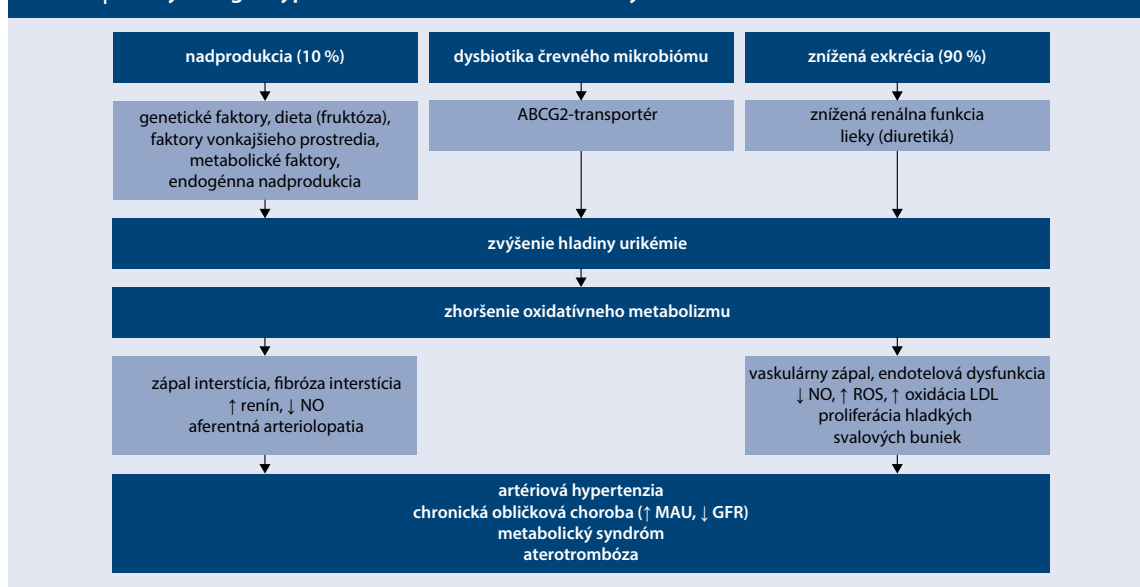 nadprodukcia (10 %)
genetické faktory, dieta (fruktóza),
faktory vonkajšieho prostredia,
metabolické faktory,
endogénna nadprodukcia
dysbiotika črevného mikrobiómu
ABCG2-transportér
znížená exkrécia (90 %)
znížená renálna funkcia
lieky (diuretiká)
zvýšenie hladiny urikémie
zhoršenie oxidatívneho metabolizmu
zápal interstícia, fibróza interstícia
↑ renín, ↓ NO
aferentná arteriolopatia
vaskulárny zápal, endotelová dysfunkcia
↓ NO, ↑ ROS, ↑ oxidácia LDL
proliferácia hladkých
svalových buniek
artériová hypertenzia
chronická obličková choroba (↑ MAU, ↓ GFR)
metabolický syndróm
aterotrombóza